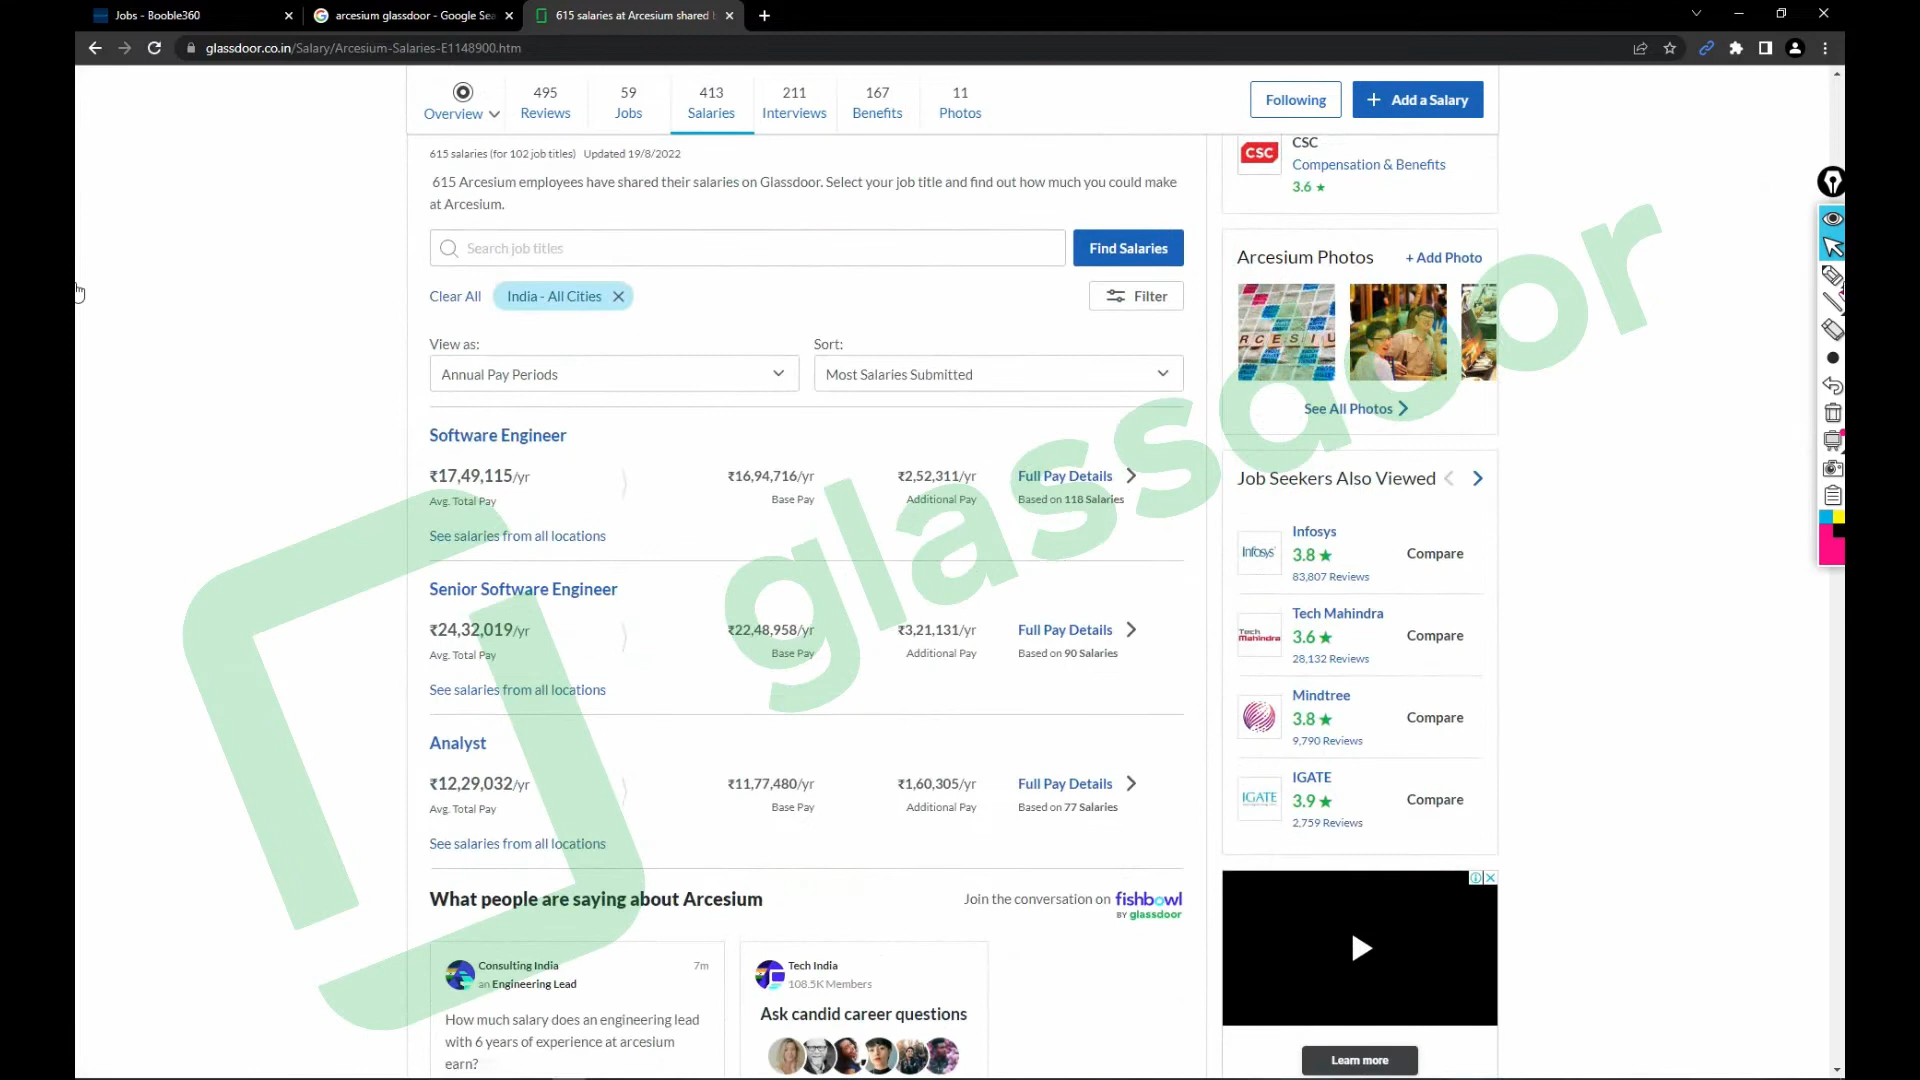 Jobs - Booble360
arcesium glassdoor - Google Sea
615 salaries at Arcesium shared
glassdoor.co.in/Salary/Arcesium-Salaries-E1148900.htm
Overview
495
Reviews
59
Jobs
413
Salaries
211
Interviews
167
Benefits
11
Photos
Following
+ Add a Salary
615 salaries (for 102 job titles) Updated 19/8/2022
615 Arcesium employees have shared their salaries on Glassdoor. Select your job title and find out how much you could make
at Arcesium.
Search job titles
Find Salaries
Clear All
India - All Cities
Filter
View as:
Sort:
Annual Pay Periods
Most Salaries Submitted
Software Engineer
₹17,49,115/yr
Avg. Total Pay
₹16,94,716/yr
Base Pay
₹2,52,311/yr
Additional Pay
Full Pay Details
Based on 118 Salaries
See salaries from all locations
Senior Software Engineer
₹24,32,019/yr
Avg. Total Pay
₹22,48,958/yr
Base Pay
₹3,21,131/yr
Additional Pay
Full Pay Details
Based on 90 Salaries
See salaries from all locations
Analyst
₹12,29,032/yr
Avg. Total Pay
₹11,77,480/yr
Base Pay
₹1,60,305/yr
Additional Pay
Full Pay Details
Based on 77 Salaries
See salaries from all locations
What people are saying about Arcesium
Join the conversation on fishbowl
BY glassdoor
Consulting India
7m
an Engineering Lead
How much salary does an engineering lead
with 6 years of experience at arcesium
earn?
Tech India
108.5K Members
Ask candid career questions
CSC
CSC
Compensation & Benefits
3.6 ★
Arcesium Photos
+ Add Photo
RCESIU
See All Photos
Job Seekers Also Viewed
Infosys
Infosys
3.8 ★
83,807 Reviews
Compare
Tech
Mahindra
Tech Mahindra
3.6 ★
28,132 Reviews
Compare
Mindtree
3.8 ★
9,790 Reviews
Compare
IGATE
IGATE
3.9 ★
2,759 Reviews
Compare
Learn more
glassdoor